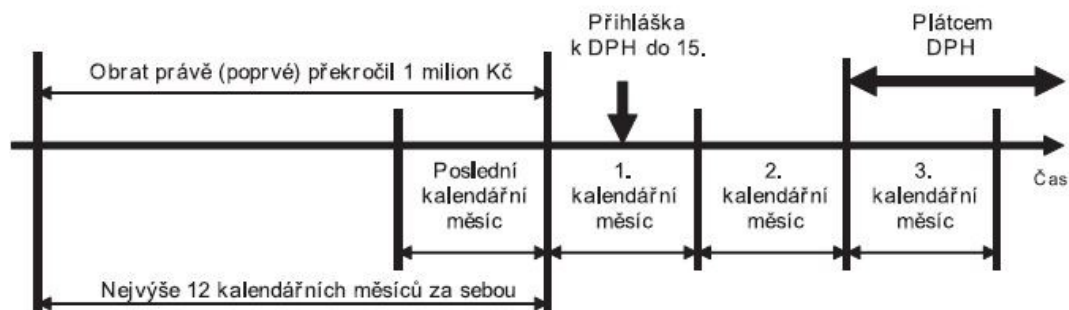 Přihláška
k DPH do 15.
Plátcem
DPH
Obrat právě (poprvé) překročil 1 milion Kč
Poslední
kalendářní
měsíc
1.
kalendářní
měsíc
2.
kalendářní
měsíc
3.
kalendářní
měsíc
Čas
Nejvýše 12 kalendářních měsíců za sebou